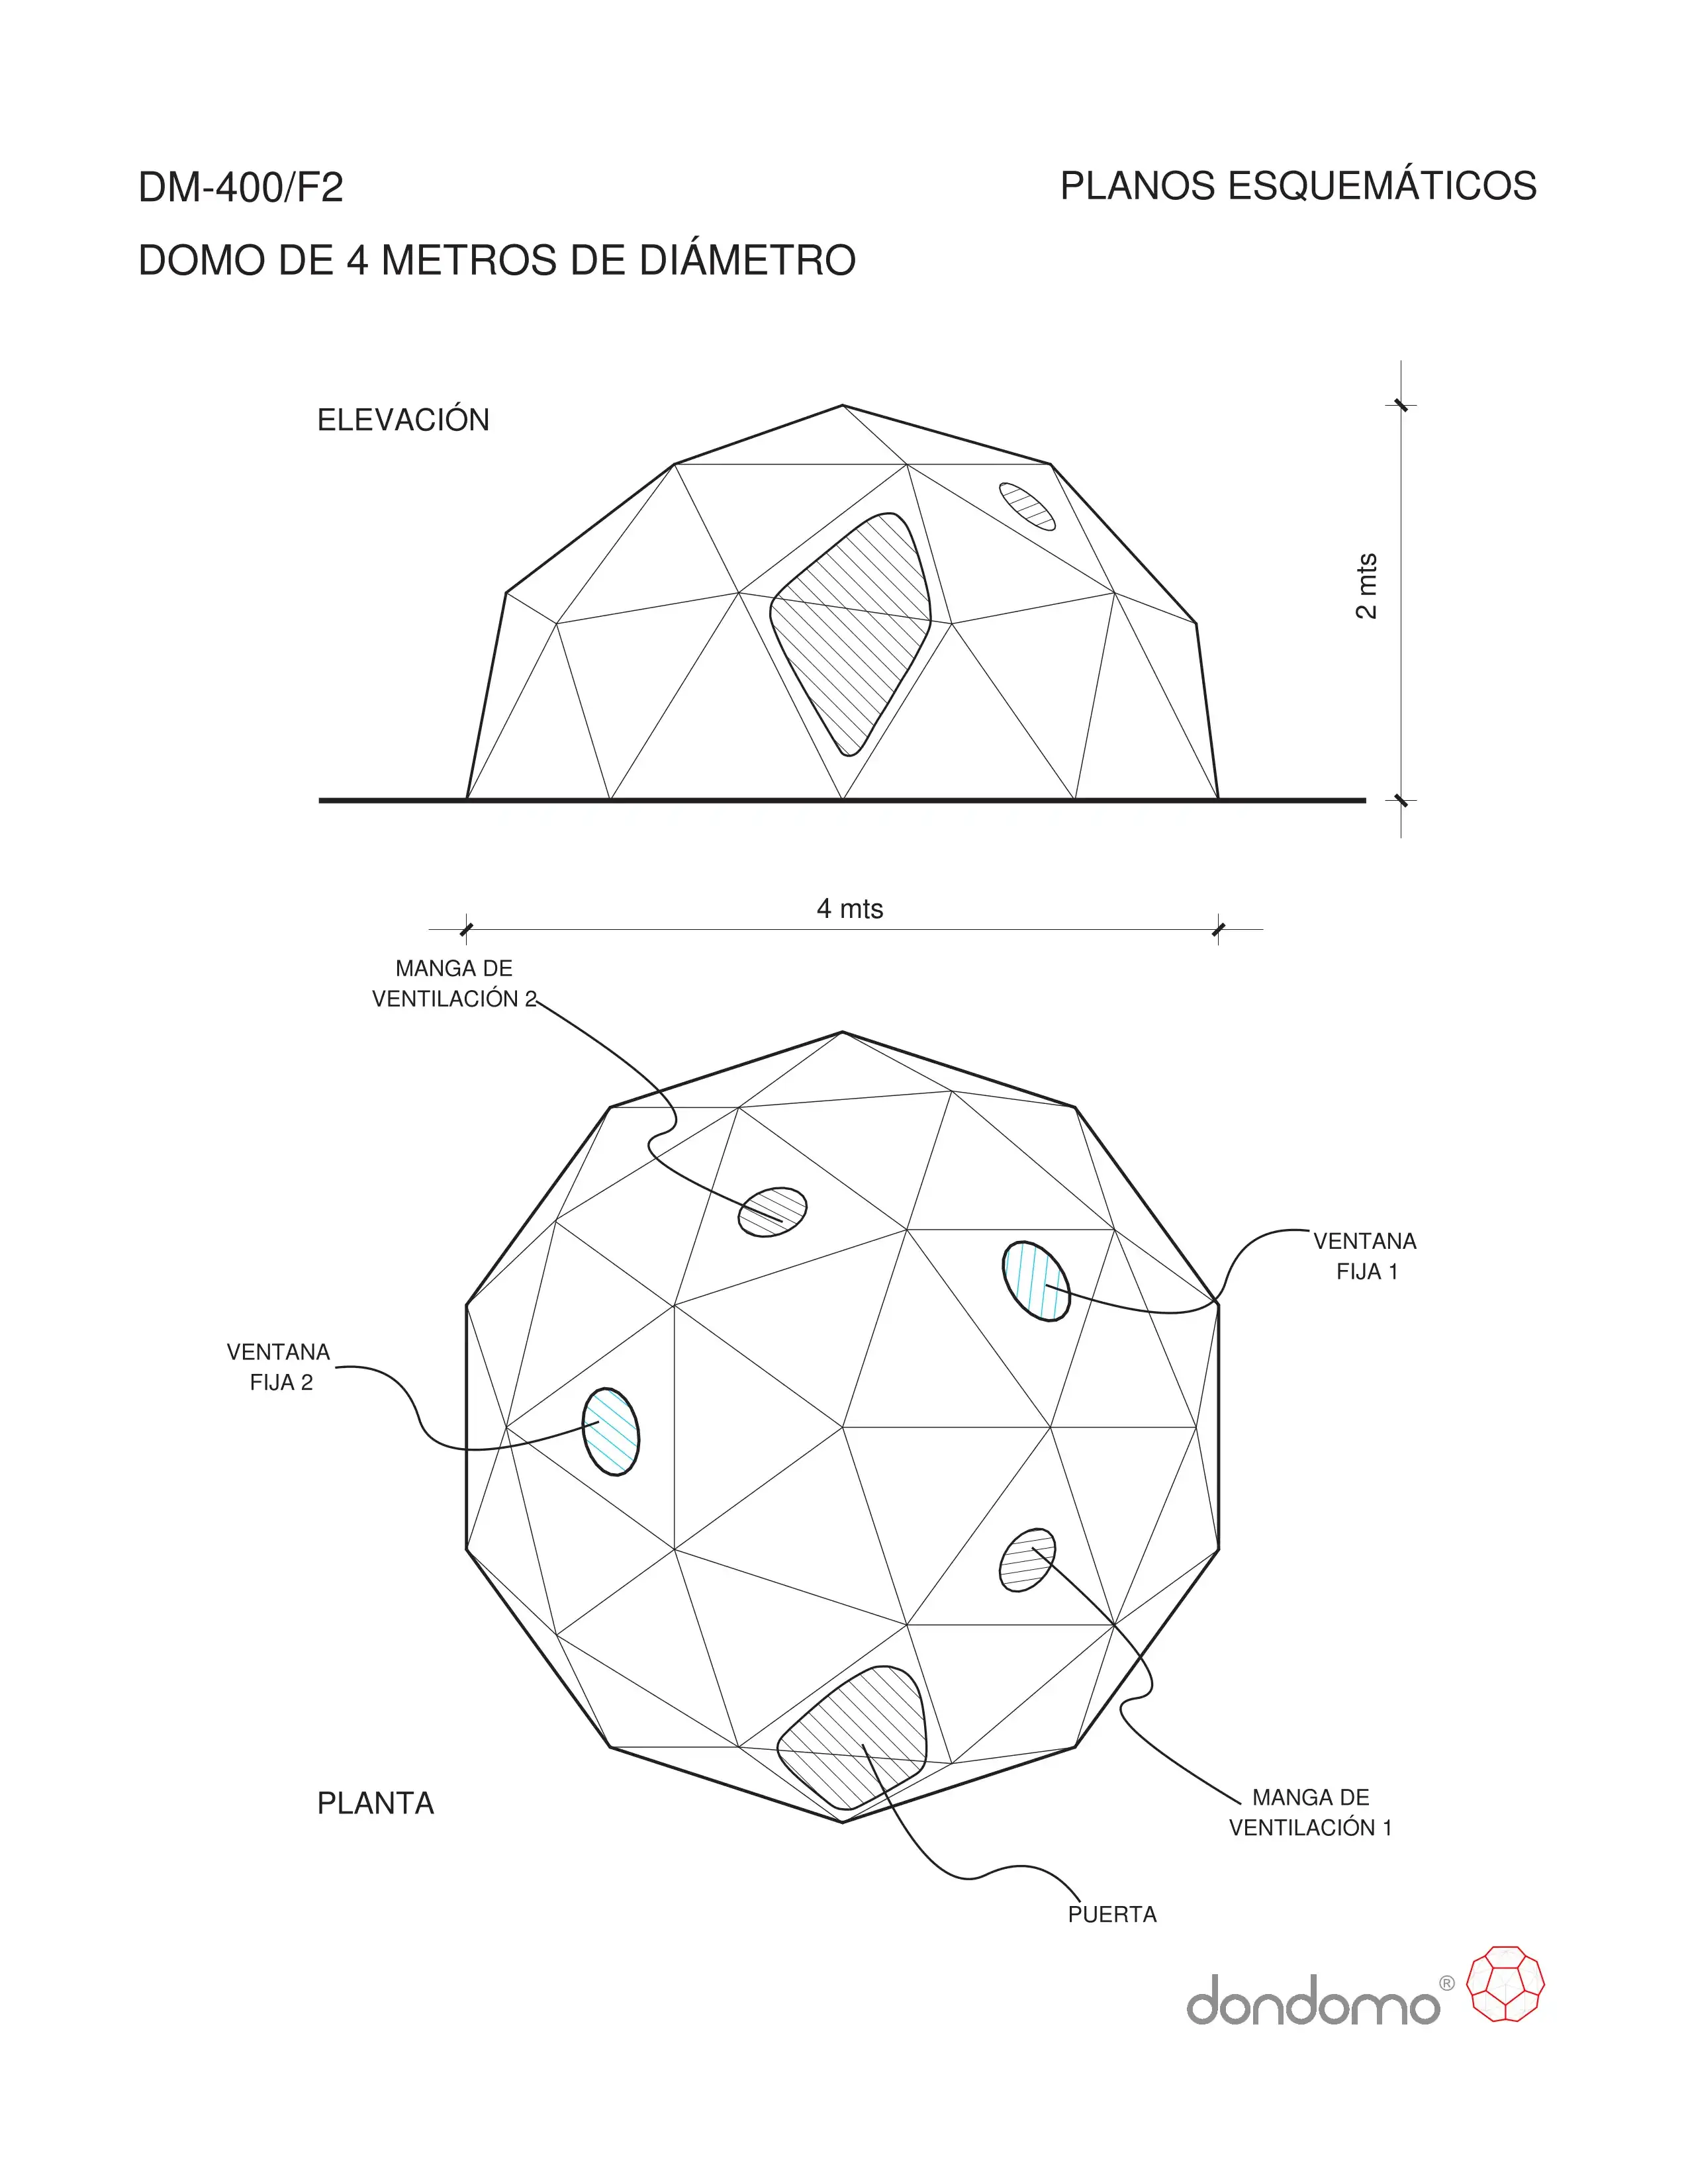 DM-400/F2
PLANOS ESQUEMÁTICOS
DOMO DE 4 METROS DE DIÁMETRO
ELEVACIÓN
2 mts
4 mts
MANGA DE
VENTILACIÓN 2
VENTANA
FIJA 1
VENTANA
FIJA 2
PLANTA
MANGA DE
VENTILACIÓN 1
PUERTA
dondomo®